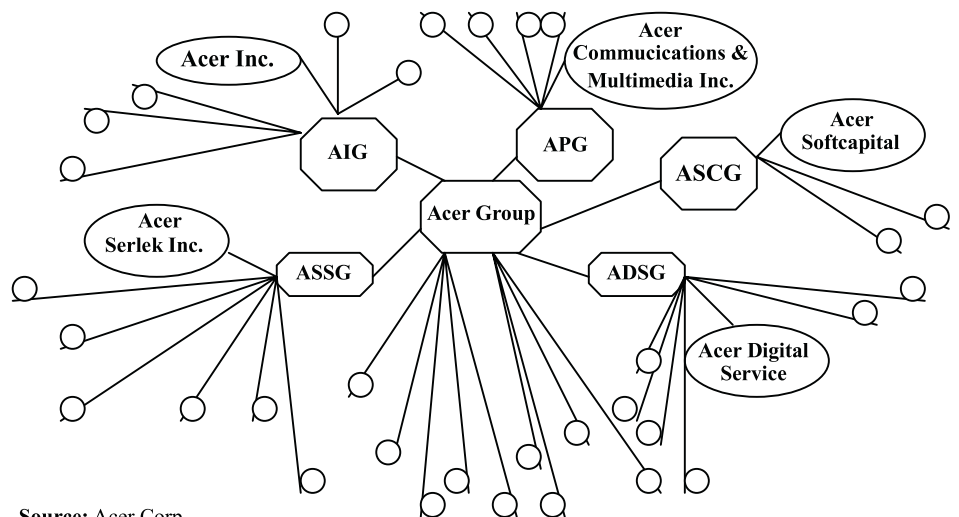 Acer
Commucications &
Multimedia Inc.
Acer Inc.
Acer
Softcapital
AIG
APG
ASCG
Acer Group
Acer
Serlek Inc.
ASSG
ADSG
Acer Digital
Service
Source: Acer Corp